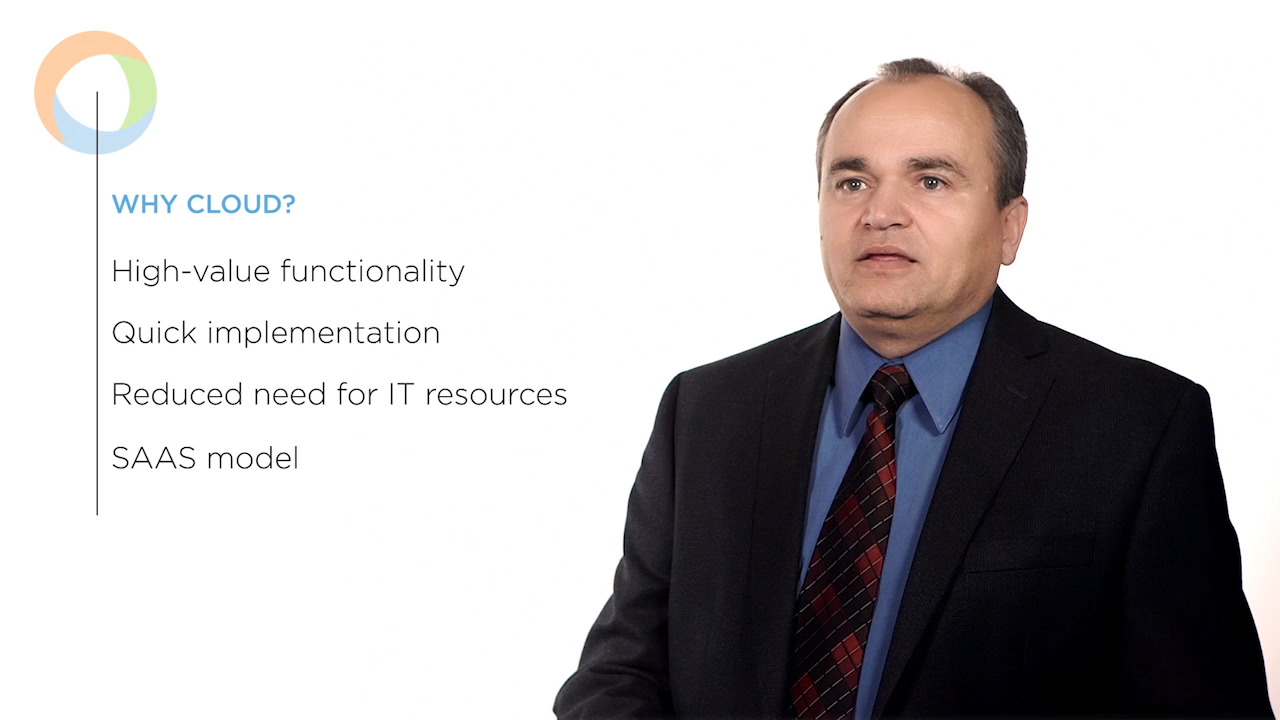 WHY CLOUD?
High-value functionality
Quick implementation
Reduced need for IT resources
SAAS model